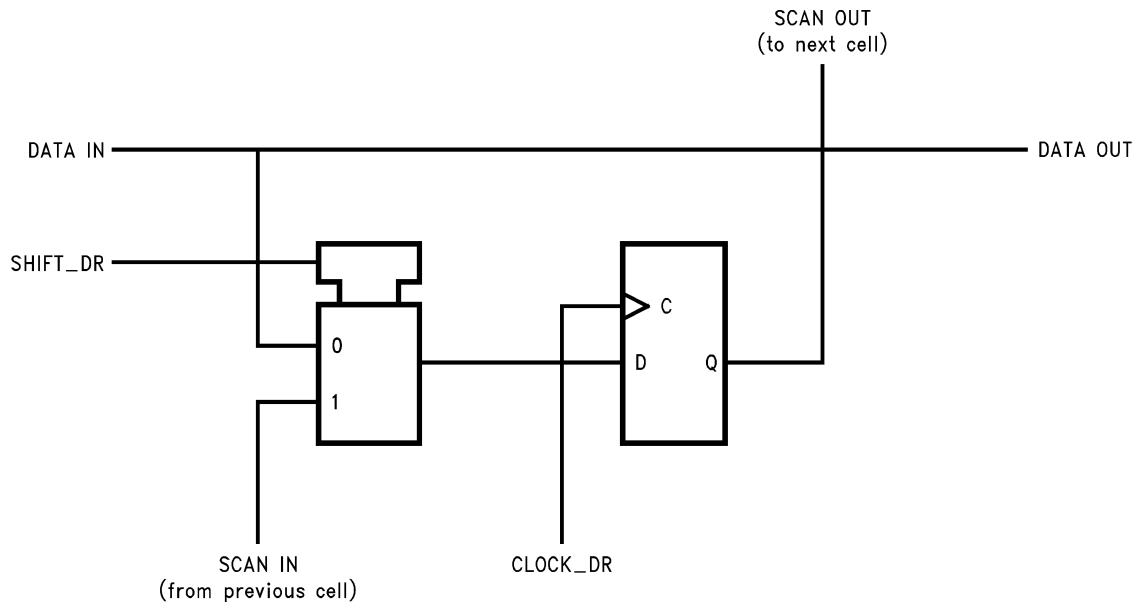 SCAN OUT
(to next cell)
DATA IN
DATA OUT
SHIFT_DR
0
C
D
Q
1
SCAN IN
(from previous cell)
CLOCK_DR